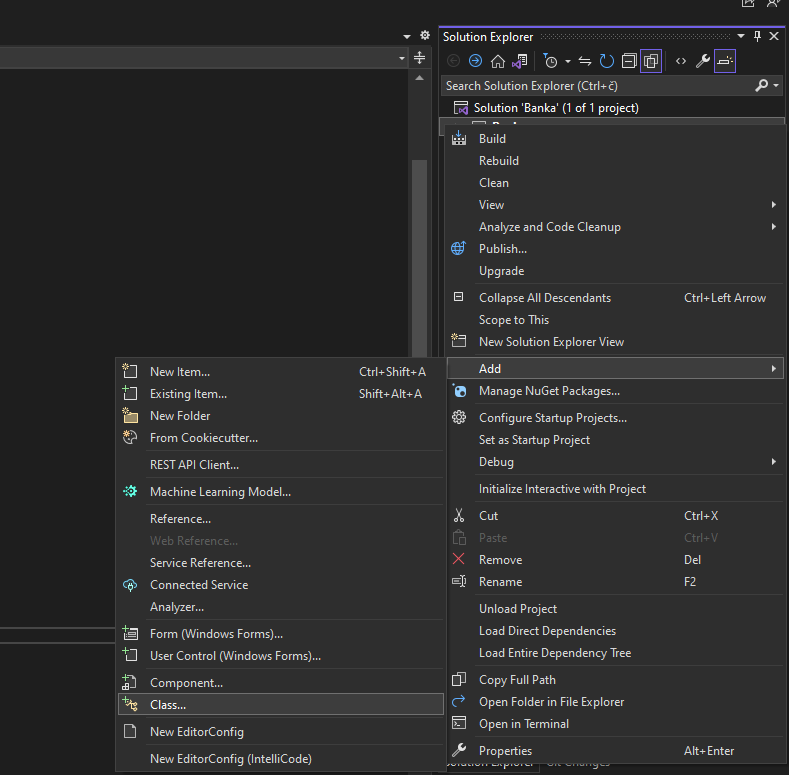 Solution Explorer
Search Solution Explorer (Ctrl+č)
Solution 'Banka' (1 of 1 project)
Build
Rebuild
Clean
View
Analyze and Code Cleanup
Publish...
Upgrade
Collapse All Descendants Ctrl+Left Arrow
Scope to This
New Solution Explorer View
Add
Manage NuGet Packages...
Configure Startup Projects...
Set as Startup Project
Debug
Initialize Interactive with Project
Cut Ctrl+X
Paste Ctrl+V
Remove Del
Rename F2
Unload Project
Load Direct Dependencies
Load Entire Dependency Tree
Copy Full Path
Open Folder in File Explorer
Open in Terminal
Properties Alt+Enter
New Item... Ctrl+Shift+A
Existing Item... Shift+Alt+A
New Folder
From Cookiecutter...
REST API Client...
Machine Learning Model...
Reference...
Web Reference...
Service Reference...
Connected Service
Analyzer...
Form (Windows Forms)...
User Control (Windows Forms)...
Component...
Class...
New EditorConfig
New EditorConfig (IntelliCode)
Solution Explorer Git Changes